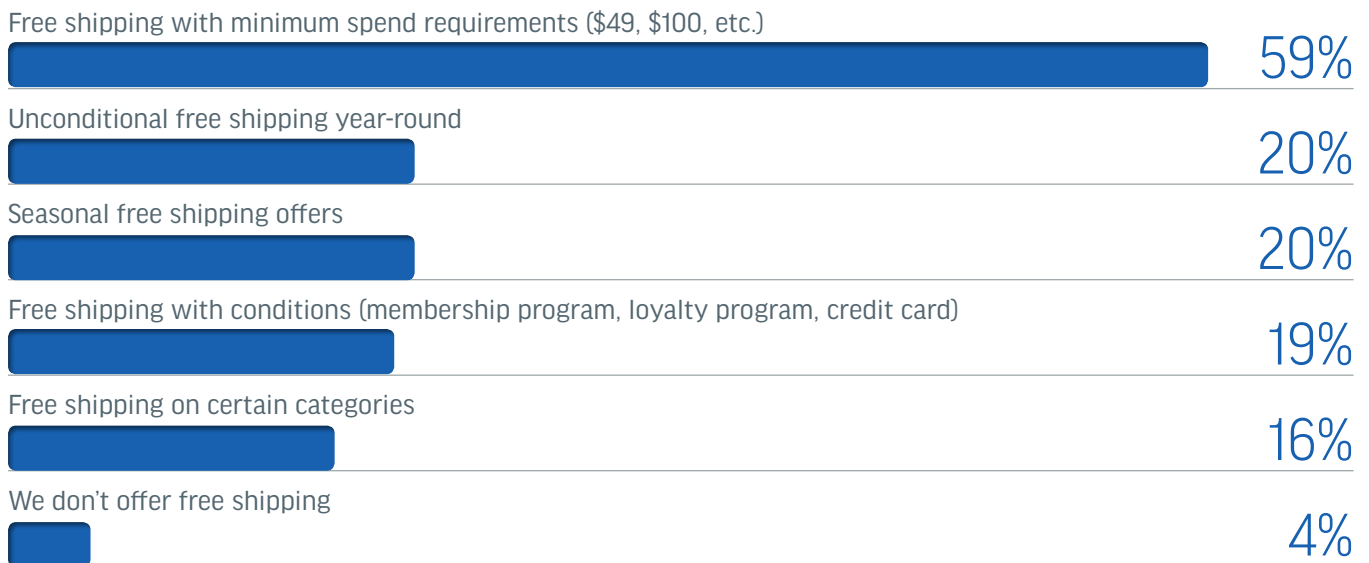 Free shipping with minimum spend requirements ($49, $100, etc.)
59%
Unconditional free shipping year-round
20%
Seasonal free shipping offers
20%
Free shipping with conditions (membership program, loyalty program, credit card)
19%
Free shipping on certain categories
16%
We don’t offer free shipping
4%